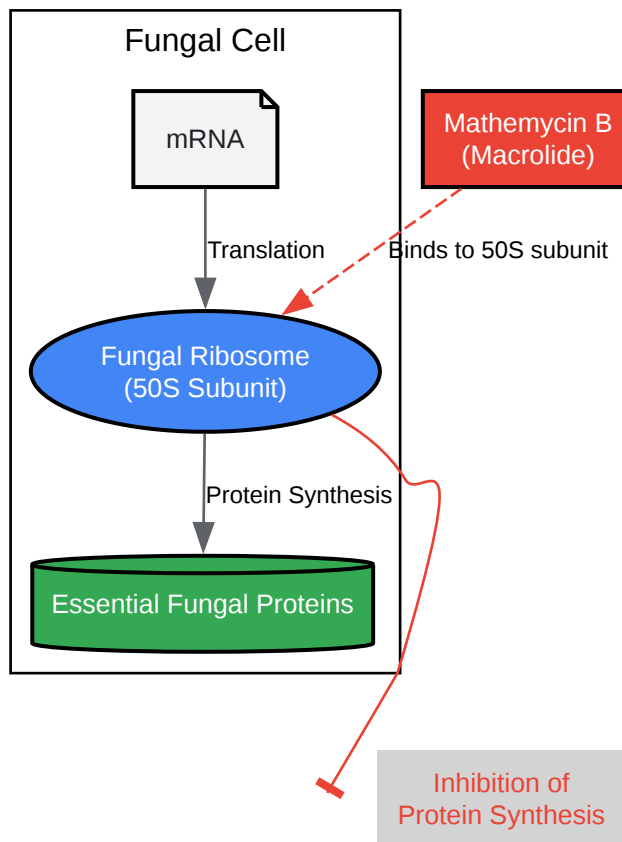 Fungal Cell
mRNA
Mathemycin B
(Macrolide)
Translation
Binds to 50S subunit
Fungal Ribosome
(50S Subunit)
Protein Synthesis
Essential Fungal Proteins
Inhibition of
Protein Synthesis